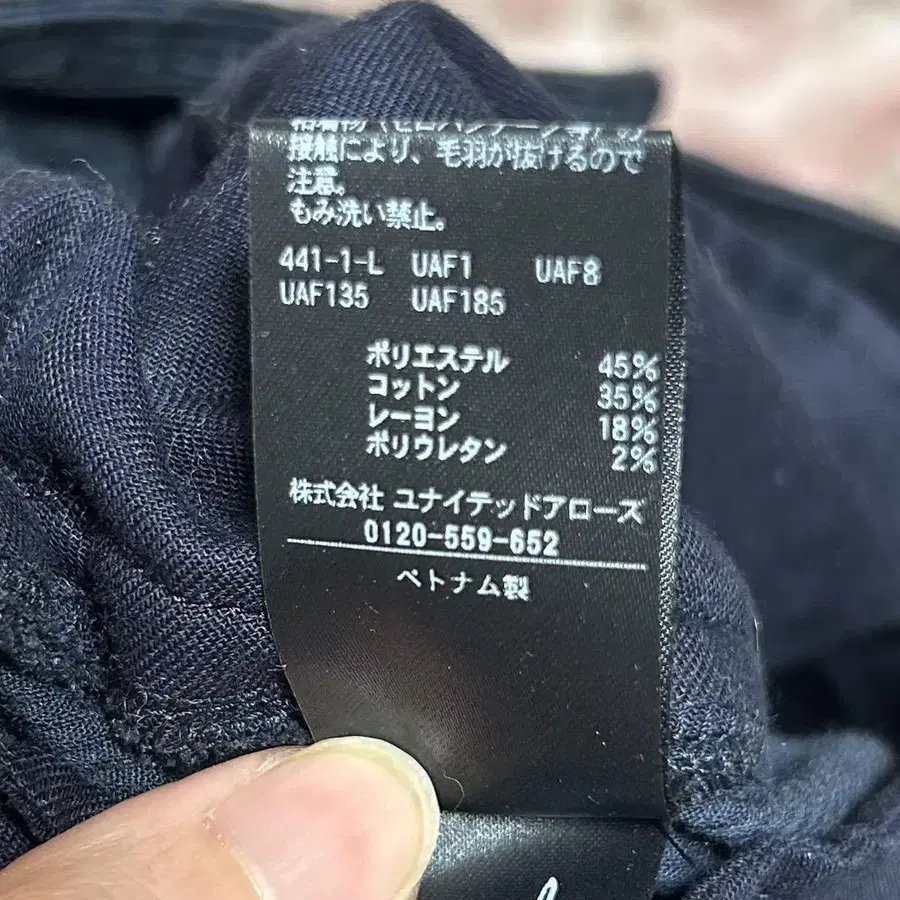 接触により、毛羽が抜けるので
注意。
もみ洗い禁止。
441-1-L UAF1 UAF8
UAF135 UAF185
ポリエステル 45%
コットン 35%
レーヨン 18%
ポリウレタン 2%
株式会社 ユナイテッドアローズ
0120-559-652
ベトナム製